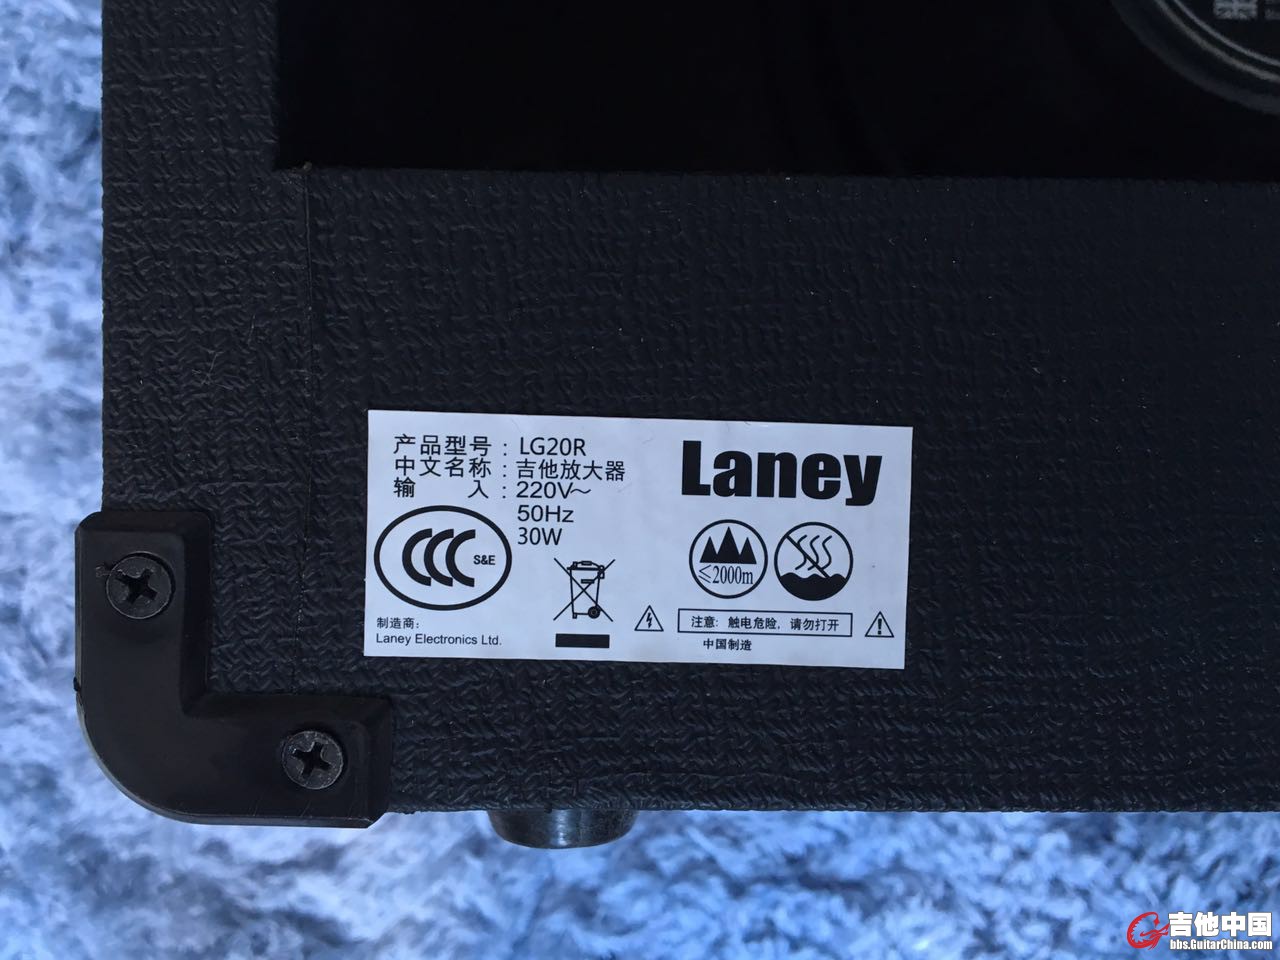 产品型号：LG20R
中文名称：吉他放大器
输 入：220V～
50Hz
30W
Laney
CCC S&E
≤2000m
制造商：
Laney Electronics Ltd.
注意: 触电危险, 请勿打开
中国制造
吉他中国
bbs.GuitarChina.com